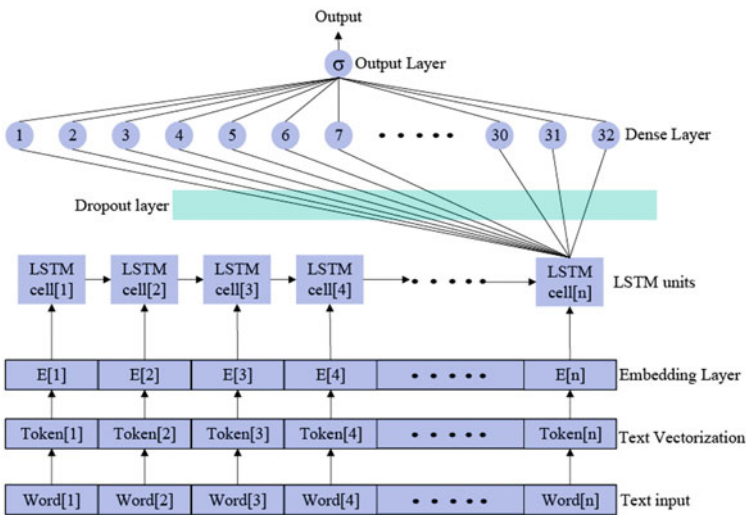 Output
σ Output Layer
1 2 3 4 5 6 7 30 31 32 Dense Layer
Dropout layer
LSTM cell[1] LSTM cell[2] LSTM cell[3] LSTM cell[4] LSTM cell[n] LSTM units
E[1] E[2] E[3] E[4] E[n] Embedding Layer
Token[1] Token[2] Token[3] Token[4] Token[n] Text Vectorization
Word[1] Word[2] Word[3] Word[4] Word[n] Text input